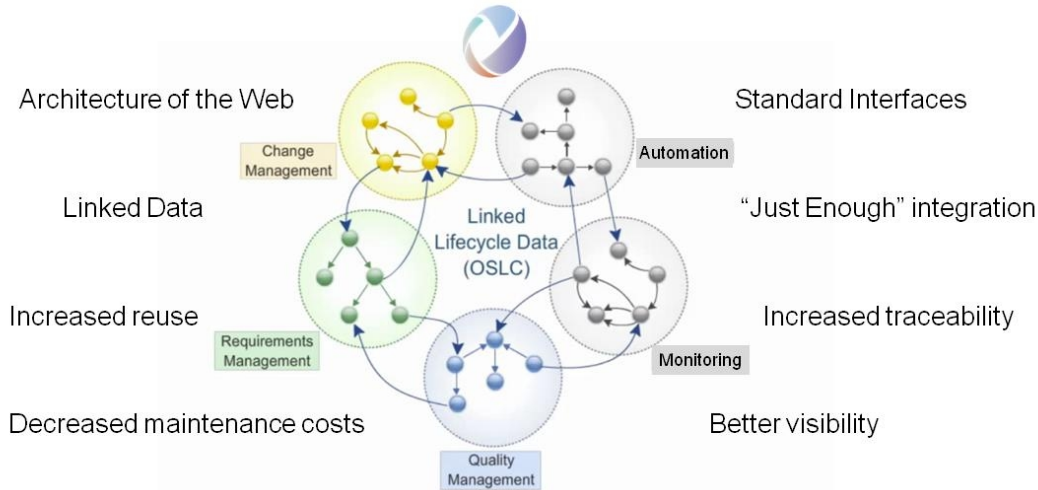 Architecture of the Web
Standard Interfaces
Change
Management
Automation
Linked Data
Linked
Lifecycle Data
(OSLC)
“Just Enough” integration
Increased reuse
Increased traceability
Requirements
Management
Monitoring
Decreased maintenance costs
Better visibility
Quality
Management